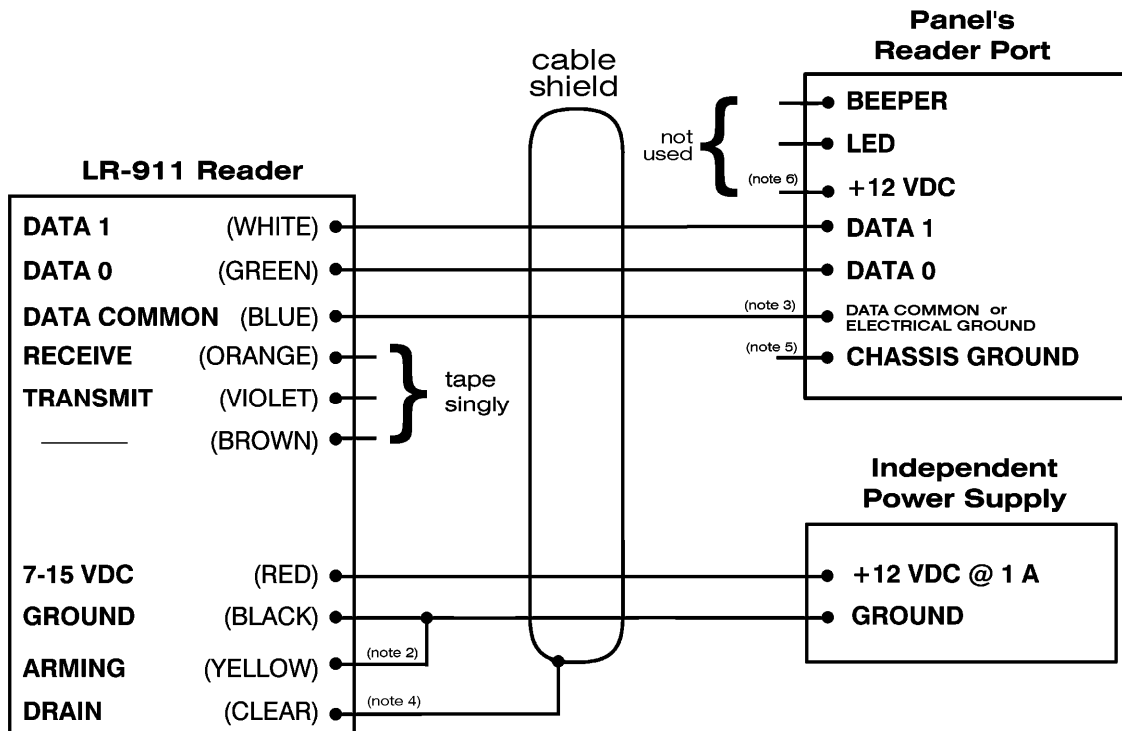 Panel's
Reader Port
cable
shield
BEEPER
not
used
LED
LR-911 Reader
(note 6)
+12 VDC
DATA 1 (WHITE)
DATA 1
DATA 0 (GREEN)
DATA 0
DATA COMMON (BLUE)
(note 3)
DATA COMMON or
ELECTRICAL GROUND
RECEIVE (ORANGE)
(note 5)
CHASSIS GROUND
TRANSMIT (VIOLET)
tape
singly
(BROWN)
Independent
Power Supply
7-15 VDC (RED)
+12 VDC @ 1 A
GROUND (BLACK)
GROUND
ARMING (YELLOW)
(note 2)
DRAIN (CLEAR)
(note 4)